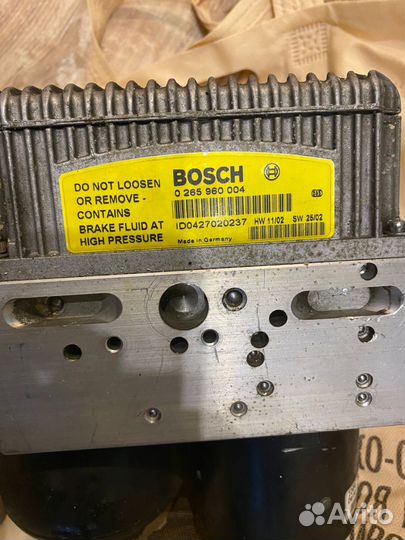 DO NOT LOOSEN
OR REMOVE -
CONTAINS
BRAKE FLUID AT
HIGH PRESSURE
BOSCH
0 265 960 004
ID0427020237
HW 11/02 SW 25/02
Made in Germany
Avito